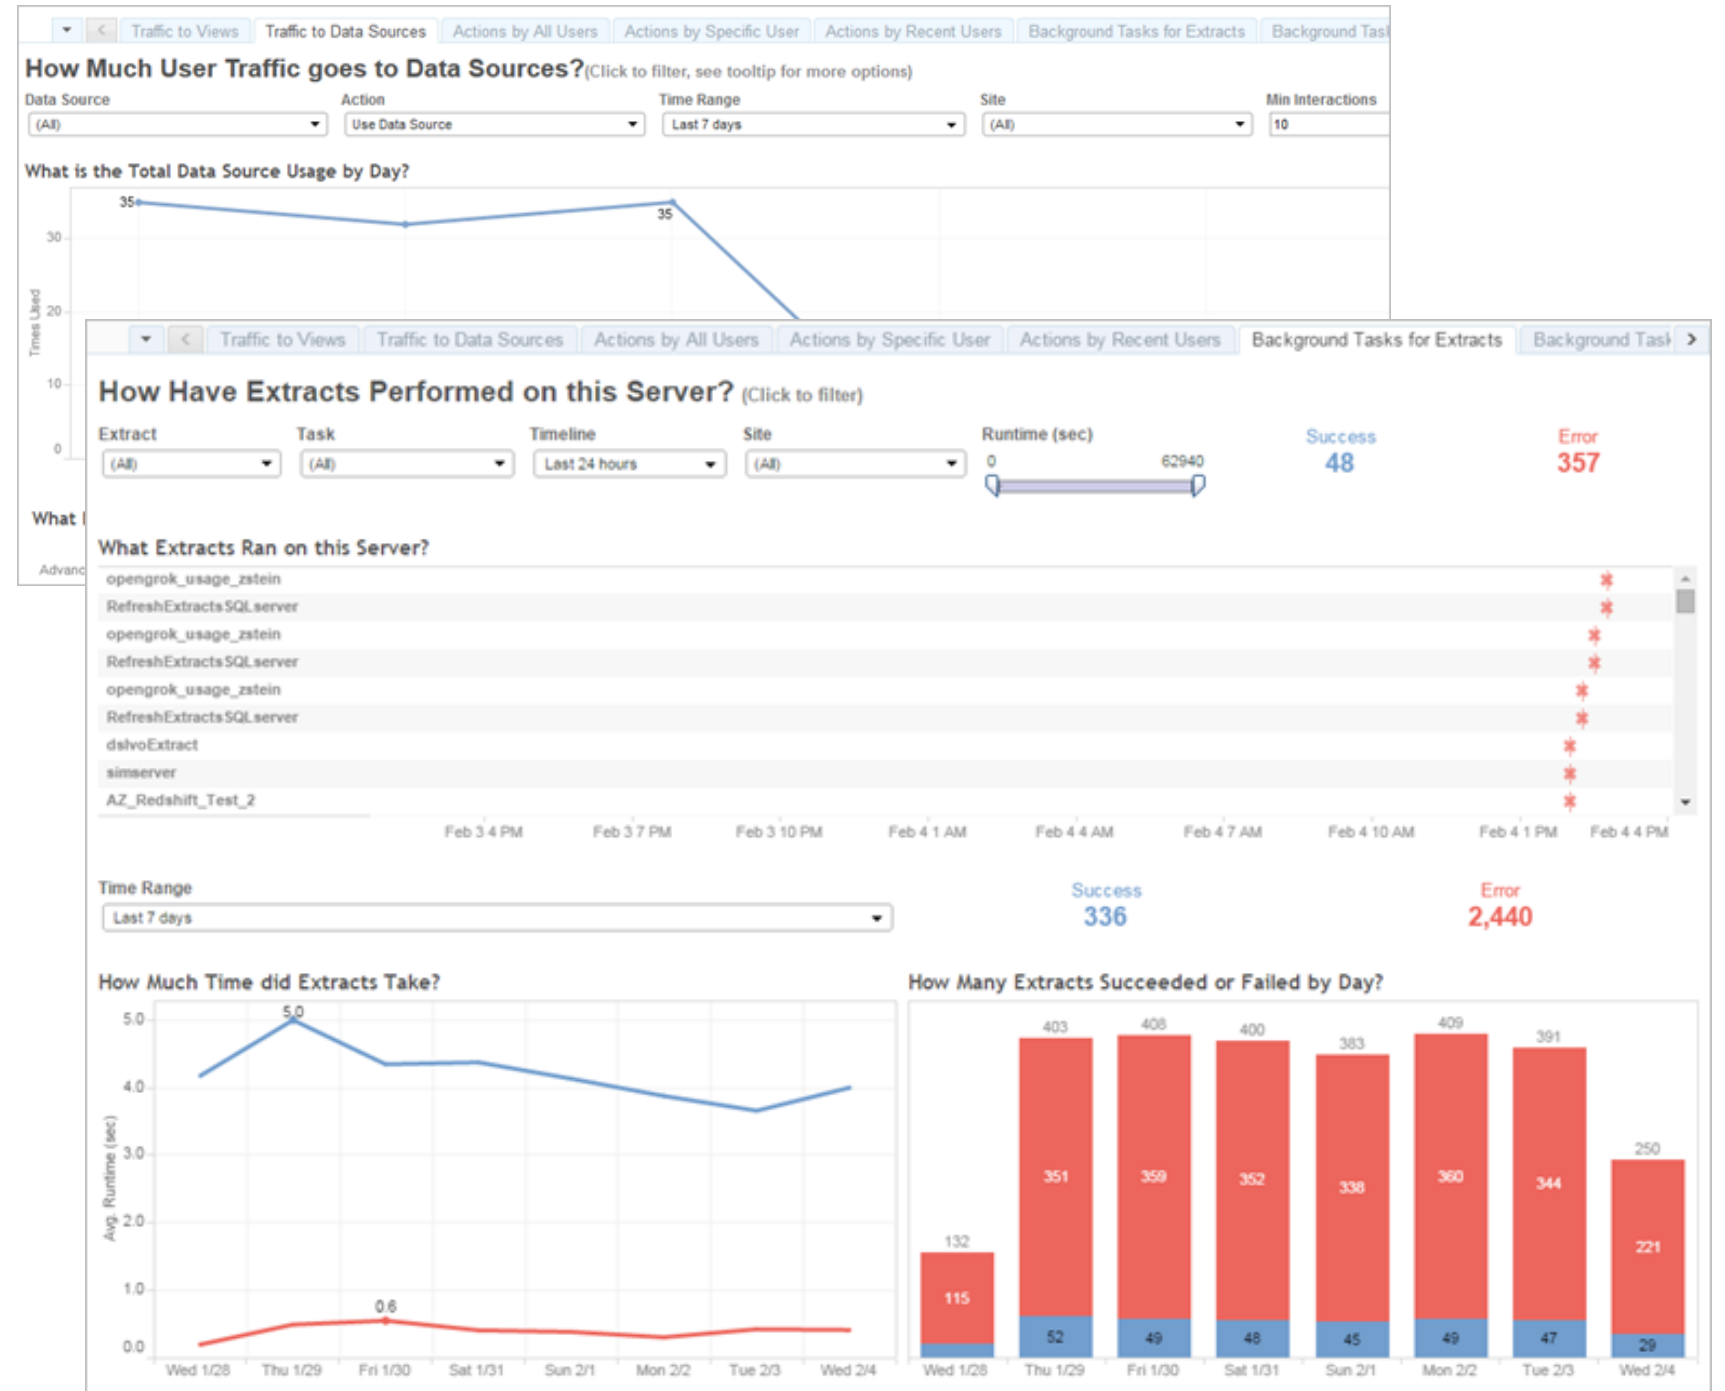 Traffic to Views Traffic to Data Sources Actions by All Users Actions by Specific User Actions by Recent Users Background Tasks for Extracts Background Tas
How Much User Traffic goes to Data Sources?(Click to filter, see tooltip for more options)
Data Source Action Time Range Site Min Interactions
(All) Use Data Source Last 7 days (All) 10
What is the Total Data Source Usage by Day?
35
35
30
20
10
0
Times Used
What
Advanc
Traffic to Views Traffic to Data Sources Actions by All Users Actions by Specific User Actions by Recent Users Background Tasks for Extracts Background Task
How Have Extracts Performed on this Server? (Click to filter)
Extract Task Timeline Site Runtime (sec) Success Error
(All) (All) Last 24 hours (All) 0 62940 48 357
What Extracts Ran on this Server?
opengrok_usage_zstein
RefreshExtractsSQLserver
opengrok_usage_zstein
RefreshExtractsSQLserver
opengrok_usage_zstein
RefreshExtractsSQLserver
dslvoExtract
simserver
AZ_Redshift_Test_2
Feb 3 4 PM Feb 3 7 PM Feb 3 10 PM Feb 4 1 AM Feb 4 4 AM Feb 4 7 AM Feb 4 10 AM Feb 4 1 PM Feb 4 4 PM
Time Range Success Error
Last 7 days 336 2,440
How Much Time did Extracts Take?
5.0
5.0
4.0
3.0
2.0
1.0
0.6
0.0
Avg. Runtime (sec)
Wed 1/28 Thu 1/29 Fri 1/30 Sat 1/31 Sun 2/1 Mon 2/2 Tue 2/3 Wed 2/4
How Many Extracts Succeeded or Failed by Day?
132 403 408 400 383 409 391 250
115 351 359 352 338 360 344 221
52 49 48 45 49 47 29
Wed 1/28 Thu 1/29 Fri 1/30 Sat 1/31 Sun 2/1 Mon 2/2 Tue 2/3 Wed 2/4